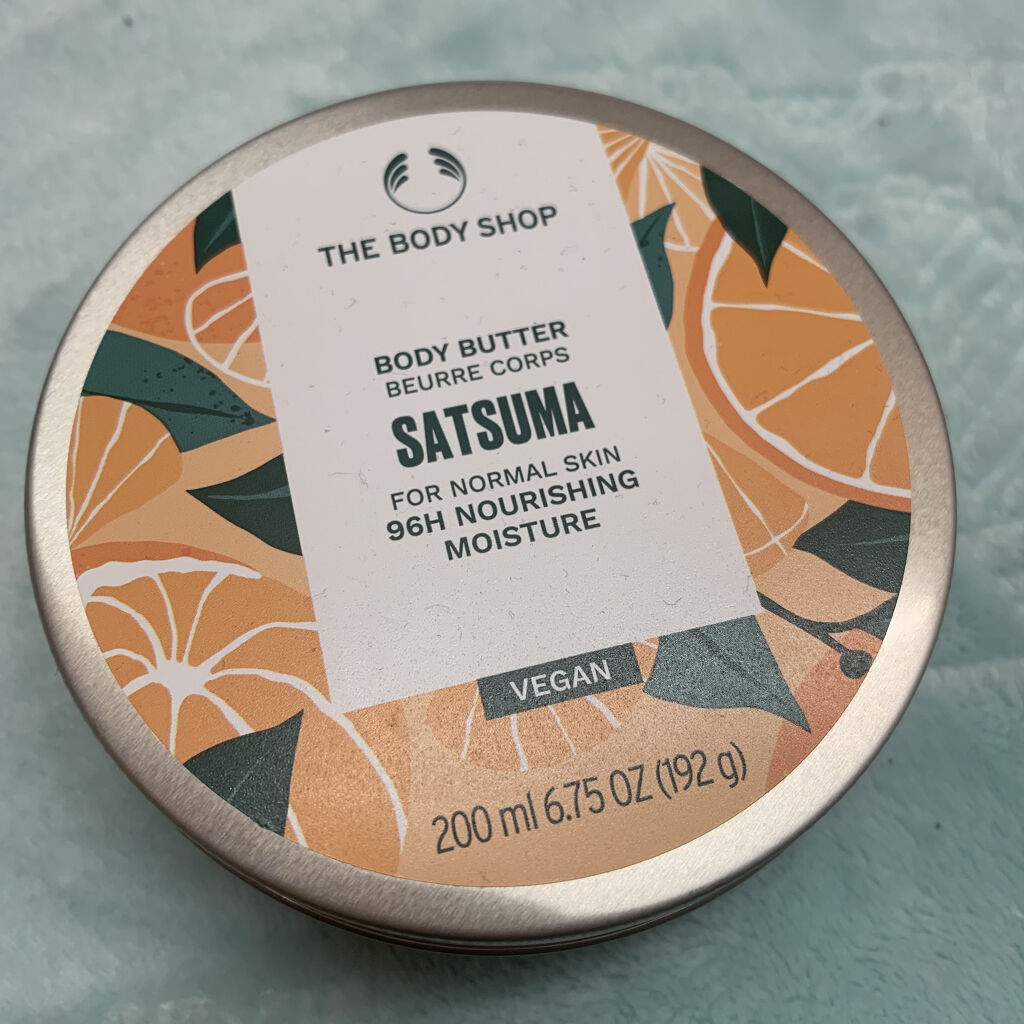 THE BODY SHOP
BODY BUTTER
BEURRE CORPS
SATSUMA
FOR NORMAL SKIN
96H NOURISHING
MOISTURE
VEGAN
200 ml 6.75 OZ (192 g)